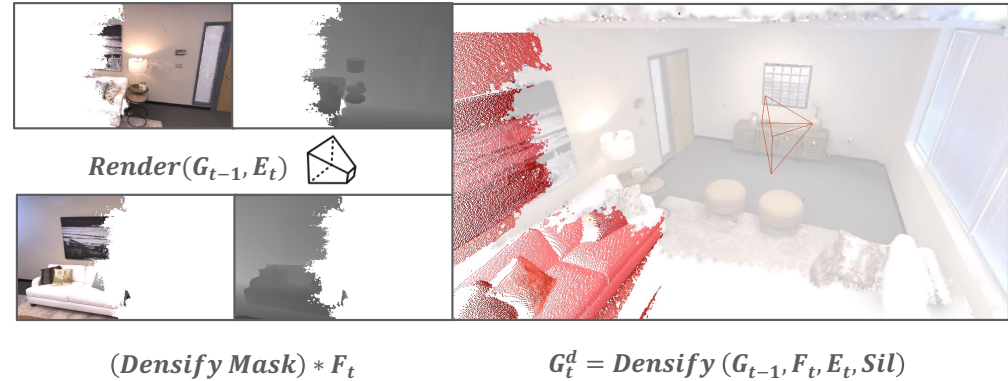 Render(G_{t-1}, E_t)
(Densify Mask) * F_t
G_t^d = Densify (G_{t-1}, F_t, E_t, Sil)